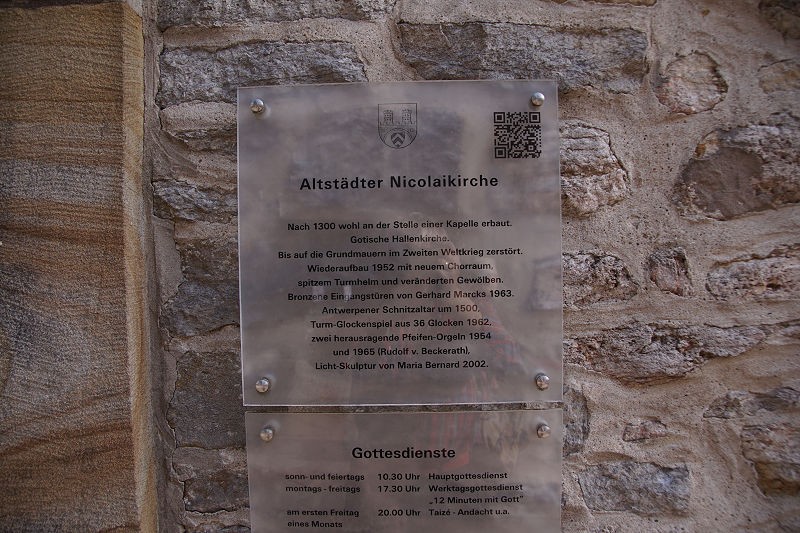 Altstädter Nicolaikirche
Nach 1300 wohl an der Stelle einer Kapelle erbaut.
Gotische Hallenkirche.
Bis auf die Grundmauern im Zweiten Weltkrieg zerstört.
Wiederaufbau 1952 mit neuem Chorraum,
spitzem Turmhelm und veränderten Gewölben.
Bronzene Eingangstüren von Gerhard Marcks 1963.
Antwerpener Schnitzaltar um 1500,
Turm-Glockenspiel aus 36 Glocken 1962,
zwei herausragende Pfeifen-Orgeln 1954
und 1965 (Rudolf v. Beckerath),
Licht-Skulptur von Maria Bernard 2002.
Gottesdienste
sonn- und feiertags 10.30 Uhr Hauptgottesdienst
montags - freitags 17.30 Uhr Werktagsgottesdienst
„12 Minuten mit Gott"
am ersten Freitag 20.00 Uhr Taizé - Andacht u.a.
eines Monats